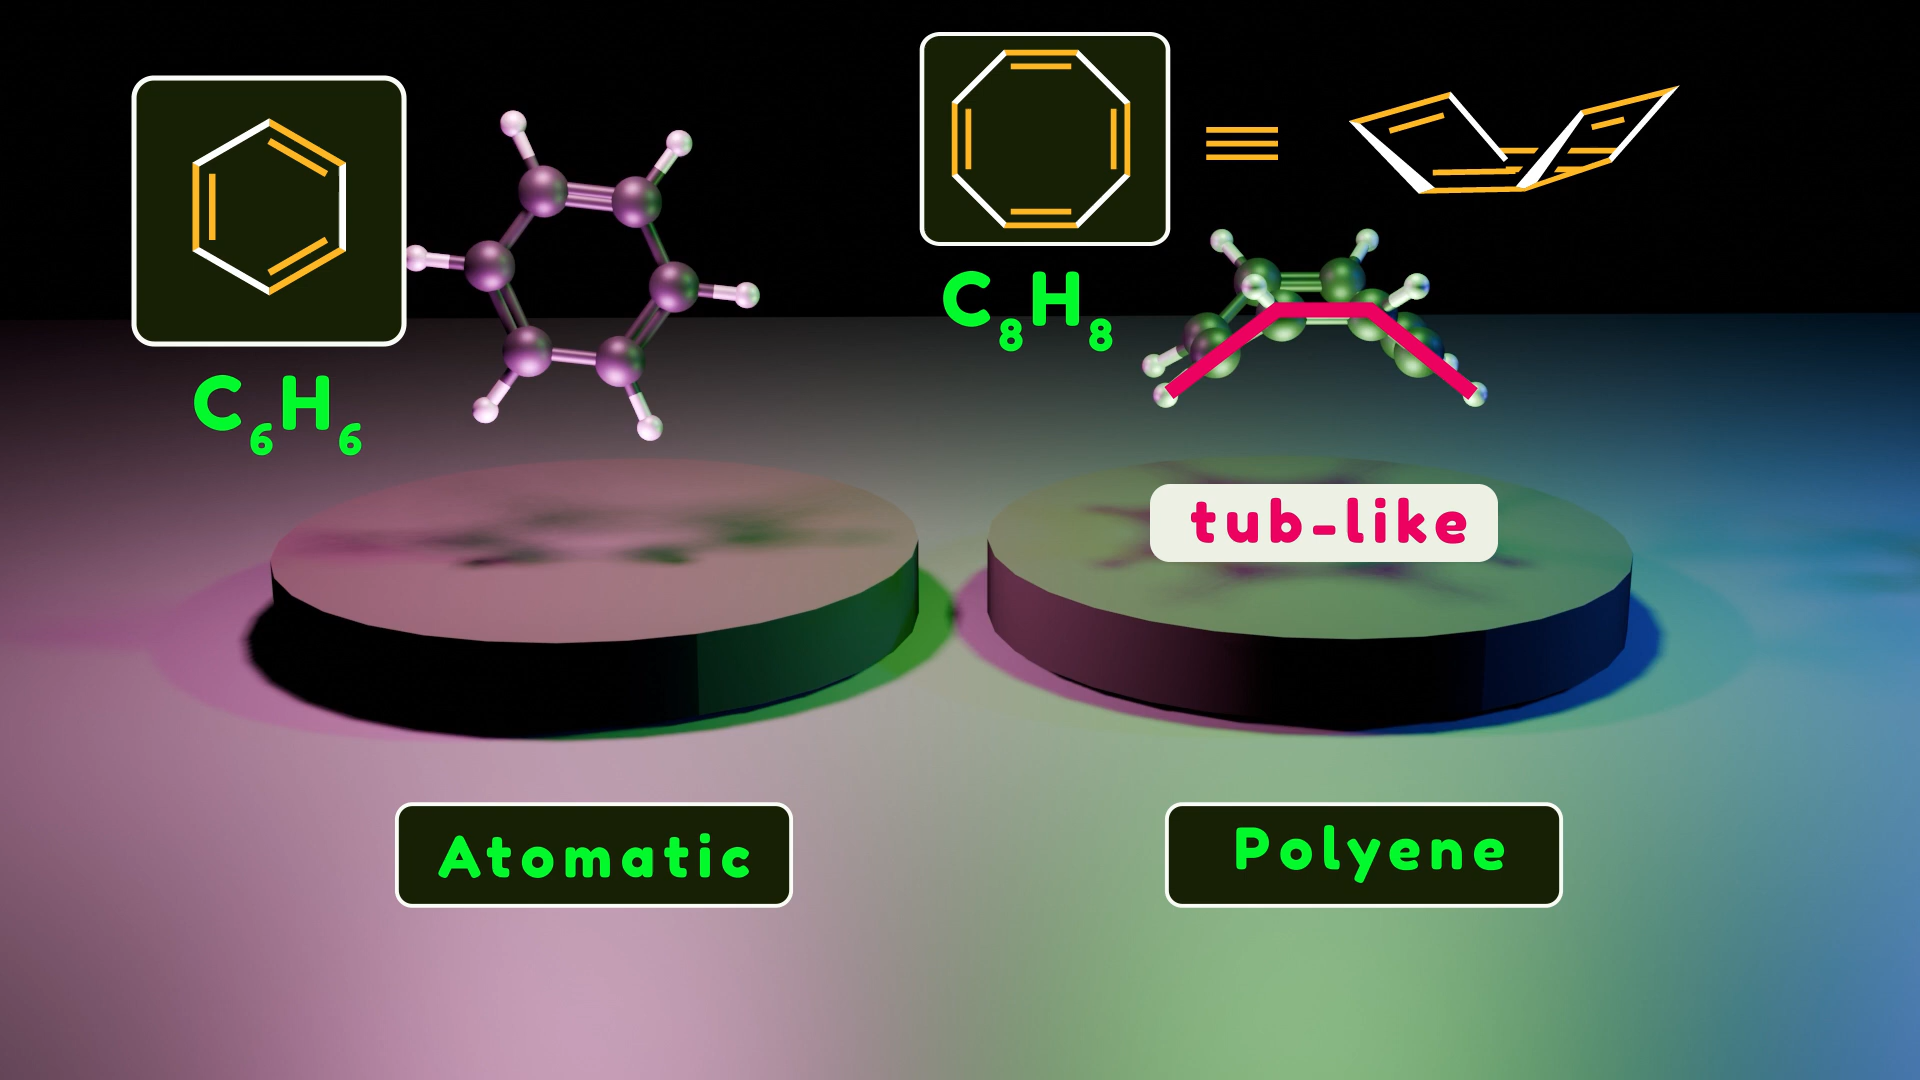 C₆H₆
C₈H₈
tub-like
Atomatic
Polyene